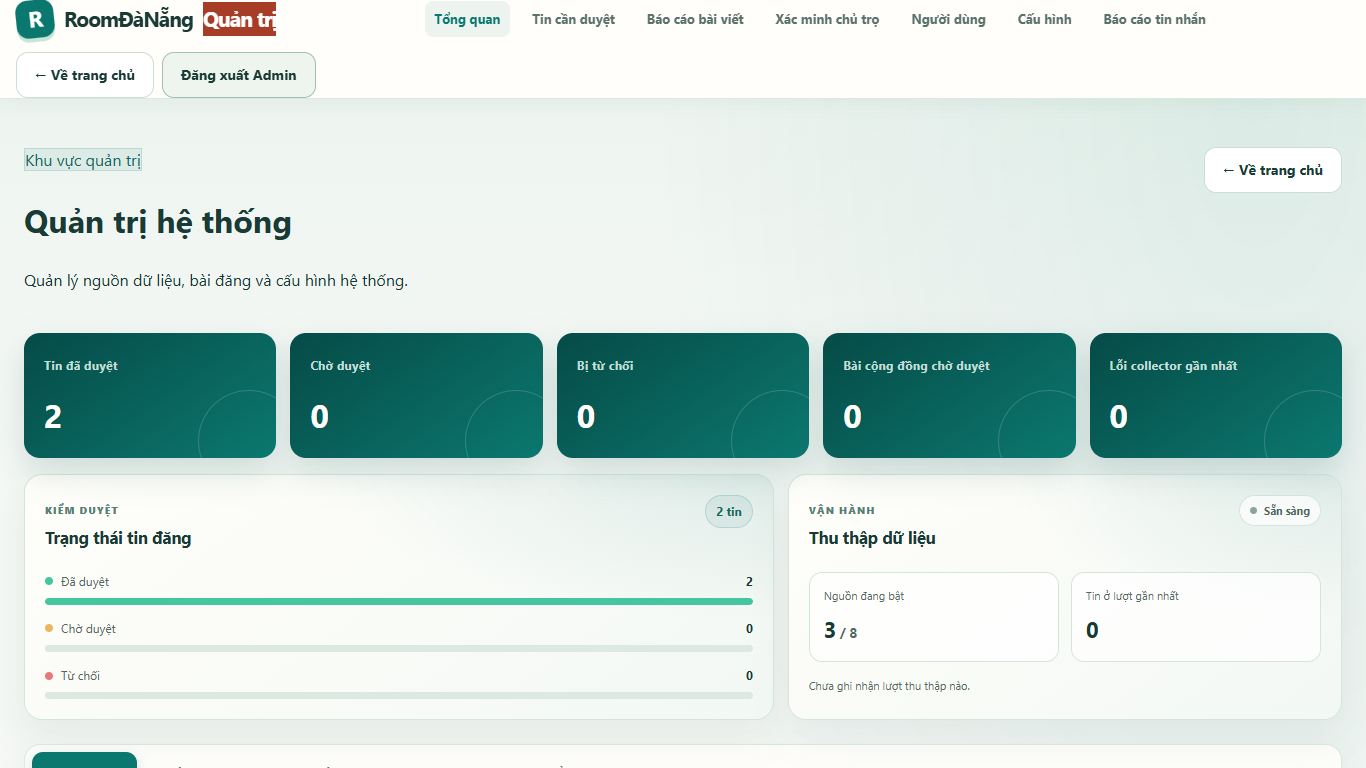 R RoomĐàNẵng Quản trị
Tổng quan Tin cần duyệt Báo cáo bài viết Xác minh chủ trọ Người dùng Cấu hình Báo cáo tin nhắn
← Về trang chủ Đăng xuất Admin
Khu vực quản trị
← Về trang chủ
Quản trị hệ thống
Quản lý nguồn dữ liệu, bài đăng và cấu hình hệ thống.
Tin đã duyệt
2
Chờ duyệt
0
Bị từ chối
0
Bài cộng đồng chờ duyệt
0
Lỗi collector gần nhất
0
KIỂM DUYỆT
Trạng thái tin đăng
2 tin
Đã duyệt 2
Chờ duyệt 0
Từ chối 0
VẬN HÀNH
Thu thập dữ liệu
Sẵn sàng
Nguồn đang bật
3 / 8
Tin ở lượt gần nhất
0
Chưa ghi nhận lượt thu thập nào.